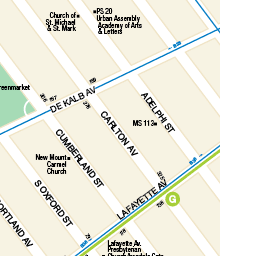 PS 20
Urban Assembly
Academy of Arts
& Letters
Church of
St. Michael
& St. Mark
reenmarket
DE KALB AV
ADELPHI ST
CARLTON AV
MS 113
CUMBERLAND ST
New Mount
Carmel
Church
S OXFORD ST
PORTLAND AV
LAFAYETTE AV
G
Lafayette Av.
Presbyterian